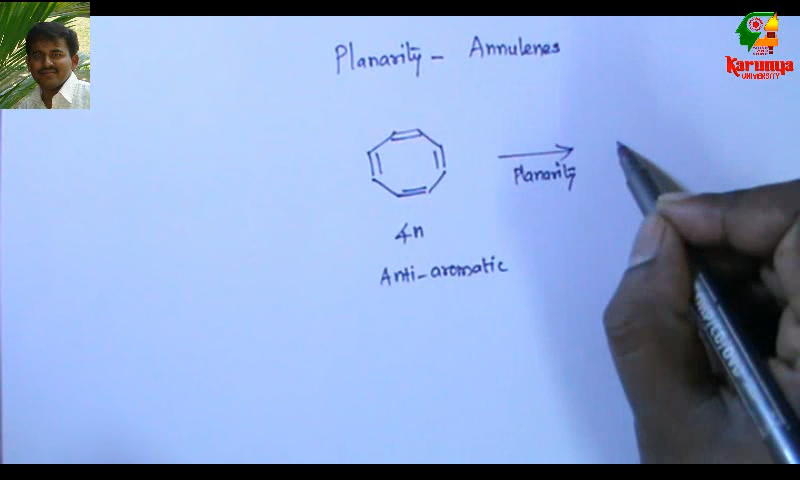 Planarity - Annulenes
Karunya
UNIVERSITY
Planarity
4n
Anti-aromatic